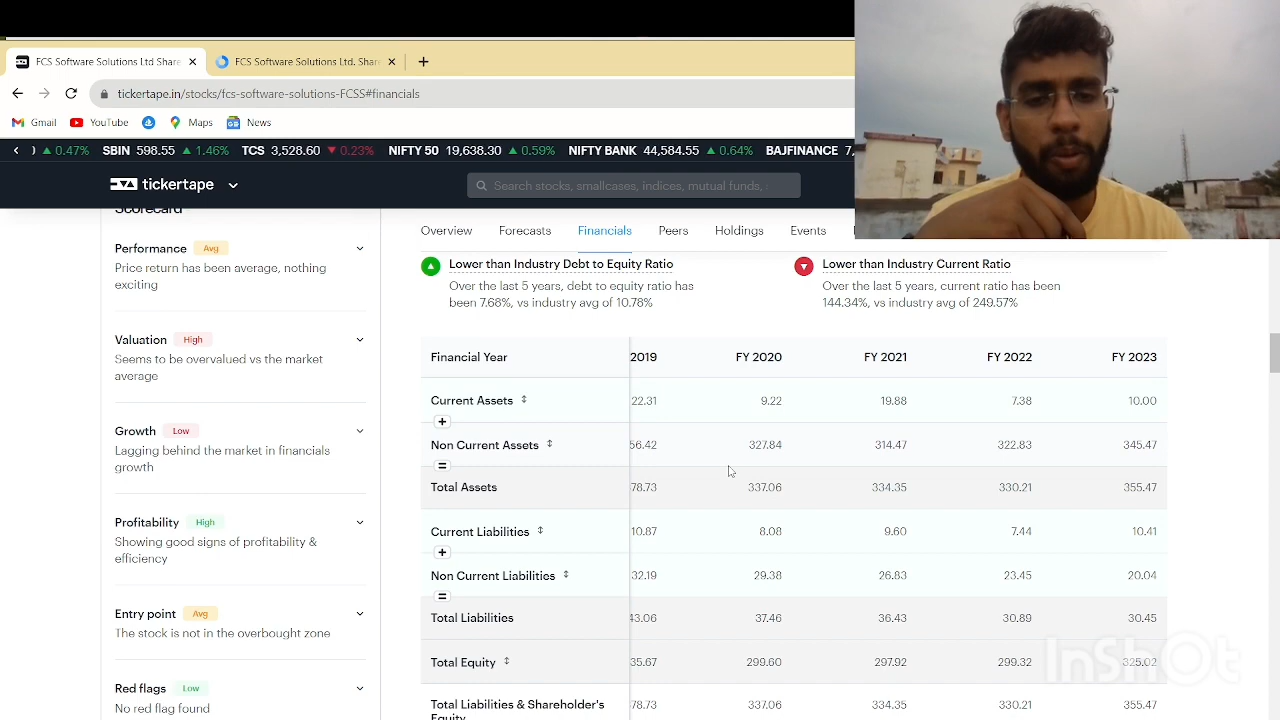 FCS Software Solutions Ltd Share
FCS Software Solutions Ltd. Share
tickertape.in/stocks/fcs-software-solutions-FCSS#financials
Gmail YouTube Maps News
) 0.47% SBIN 598.55 1.46% TCS 3,528.60 0.23% NIFTY 50 19,638.30 0.59% NIFTY BANK 44,584.55 0.64% BAJFINANCE 7,
tickertape
Search stocks, smallcases, indices, mutual funds,
Scorecard
Performance Avg
Price return has been average, nothing
exciting
Valuation High
Seems to be overvalued vs the market
average
Growth Low
Lagging behind the market in financials
growth
Profitability High
Showing good signs of profitability &
efficiency
Entry point Avg
The stock is not in the overbought zone
Red flags Low
No red flag found
Overview Forecasts Financials Peers Holdings Events
Lower than Industry Debt to Equity Ratio
Over the last 5 years, debt to equity ratio has
been 7.68%, vs industry avg of 10.78%
Lower than Industry Current Ratio
Over the last 5 years, current ratio has been
144.34%, vs industry avg of 249.57%
Financial Year 2019 FY 2020 FY 2021 FY 2022 FY 2023
Current Assets 22.31 9.22 19.88 7.38 10.00
+
Non Current Assets 56.42 327.84 314.47 322.83 345.47
=
Total Assets 78.73 337.06 334.35 330.21 355.47
Current Liabilities 10.87 8.08 9.60 7.44 10.41
+
Non Current Liabilities 32.19 29.38 26.83 23.45 20.04
=
Total Liabilities 43.06 37.46 36.43 30.89 30.45
Total Equity 35.67 299.60 297.92 299.32 325.02
Total Liabilities & Shareholder's 78.73 337.06 334.35 330.21 355.47
Equity
InShOt